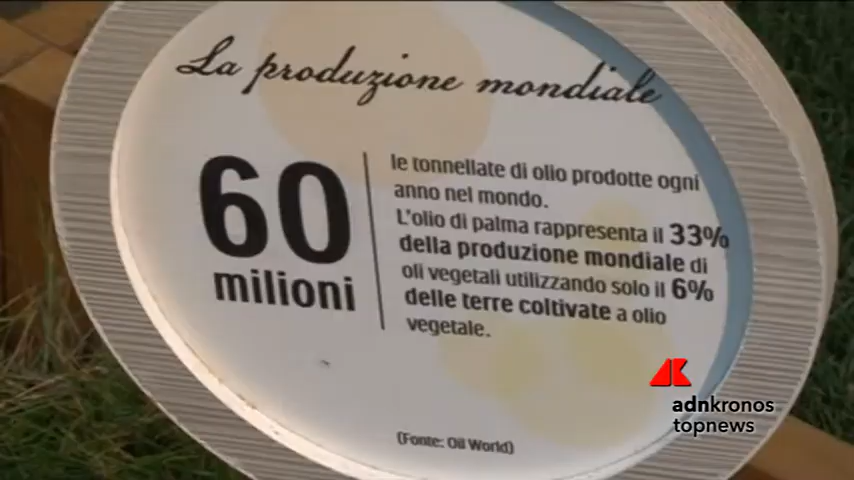 La produzione mondiale
60
milioni
le tonnellate di olio prodotte ogni
anno nel mondo.
L'olio di palma rappresenta il 33%
della produzione mondiale di
oli vegetali utilizzando solo il 6%
delle terre coltivate a olio
vegetale.
(Fonte: Oil World)
adnkronos
topnews